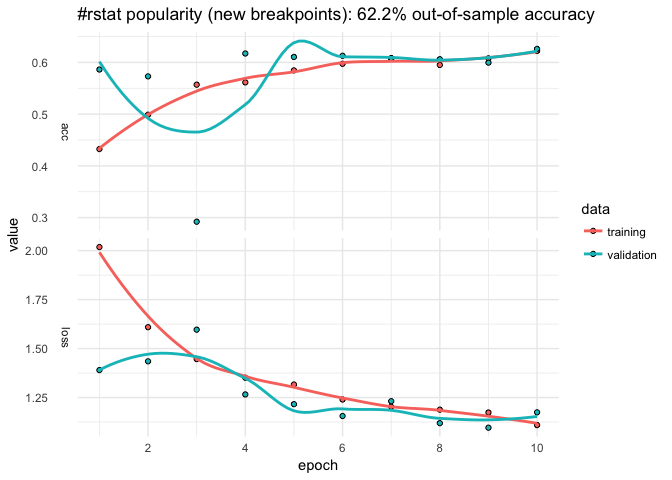 #rstat popularity (new breakpoints): 62.2% out-of-sample accuracy
value
acc
0.6
0.5
0.4
0.3
loss
2.00
1.75
1.50
1.25
2 4 6 8 10
epoch
data
training
validation